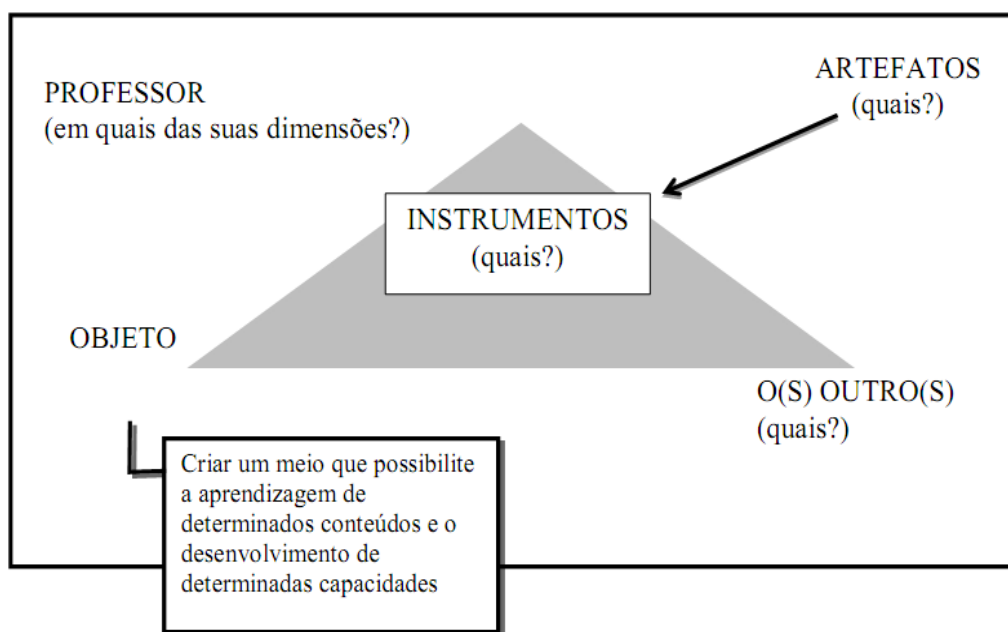 PROFESSOR
(em quais das suas dimensões?)
ARTEFATOS
(quais?)
INSTRUMENTOS
(quais?)
OBJETO
O(S) OUTRO(S)
(quais?)
Criar um meio que possibilite
a aprendizagem de
determinados conteúdos e o
desenvolvimento de
determinadas capacidades